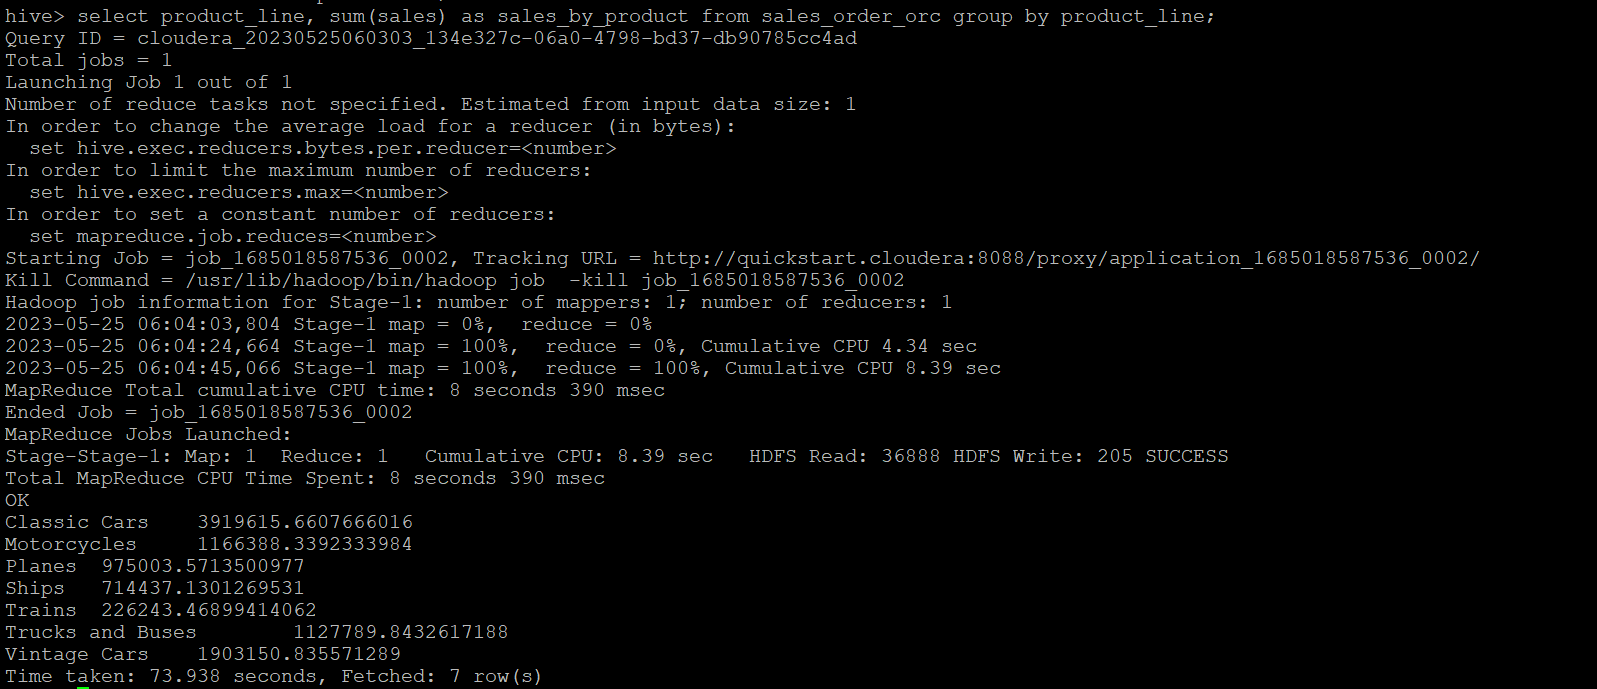 hive> select product_line, sum(sales) as sales_by_product from sales_order_orc group by product_line;
Query ID = cloudera_20230525060303_134e327c-06a0-4798-bd37-db90785cc4ad
Total jobs = 1
Launching Job 1 out of 1
Number of reduce tasks not specified. Estimated from input data size: 1
In order to change the average load for a reducer (in bytes):
  set hive.exec.reducers.bytes.per.reducer=<number>
In order to limit the maximum number of reducers:
  set hive.exec.reducers.max=<number>
In order to set a constant number of reducers:
  set mapreduce.job.reduces=<number>
Starting Job = job_1685018587536_0002, Tracking URL = http://quickstart.cloudera:8088/proxy/application_1685018587536_0002/
Kill Command = /usr/lib/hadoop/bin/hadoop job  -kill job_1685018587536_0002
Hadoop job information for Stage-1: number of mappers: 1; number of reducers: 1
2023-05-25 06:04:03,804 Stage-1 map = 0%,  reduce = 0%
2023-05-25 06:04:24,664 Stage-1 map = 100%,  reduce = 0%, Cumulative CPU 4.34 sec
2023-05-25 06:04:45,066 Stage-1 map = 100%,  reduce = 100%, Cumulative CPU 8.39 sec
MapReduce Total cumulative CPU time: 8 seconds 390 msec
Ended Job = job_1685018587536_0002
MapReduce Jobs Launched:
Stage-Stage-1: Map: 1  Reduce: 1   Cumulative CPU: 8.39 sec   HDFS Read: 36888 HDFS Write: 205 SUCCESS
Total MapReduce CPU Time Spent: 8 seconds 390 msec
OK
Classic Cars    3919615.6607666016
Motorcycles     1166388.3392333984
Planes  975003.5713500977
Ships   714437.1301269531
Trains  226243.46899414062
Trucks and Buses        1127789.8432617188
Vintage Cars    1903150.835571289
Time taken: 73.938 seconds, Fetched: 7 row(s)